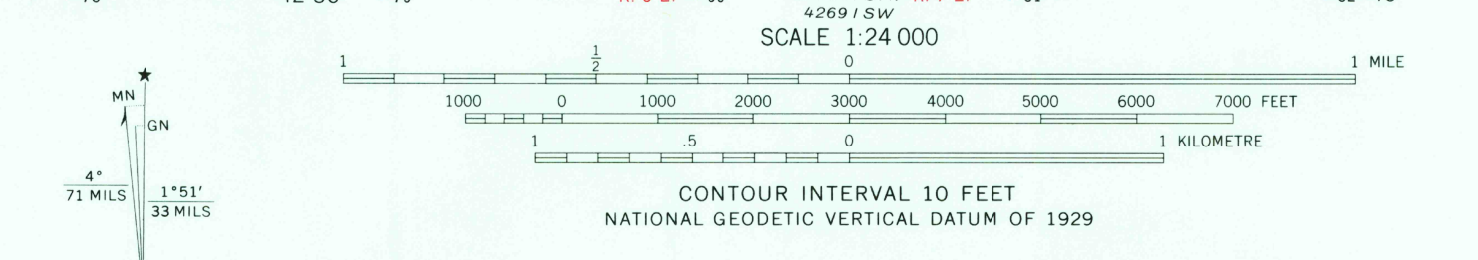 4269 I SW
SCALE 1:24 000
1 1/2 0 1 MILE
1000 0 1000 2000 3000 4000 5000 6000 7000 FEET
1 .5 0 1 KILOMETRE
MN
GN
4°
71 MILS
1°51′
33 MILS
CONTOUR INTERVAL 10 FEET
NATIONAL GEODETIC VERTICAL DATUM OF 1929